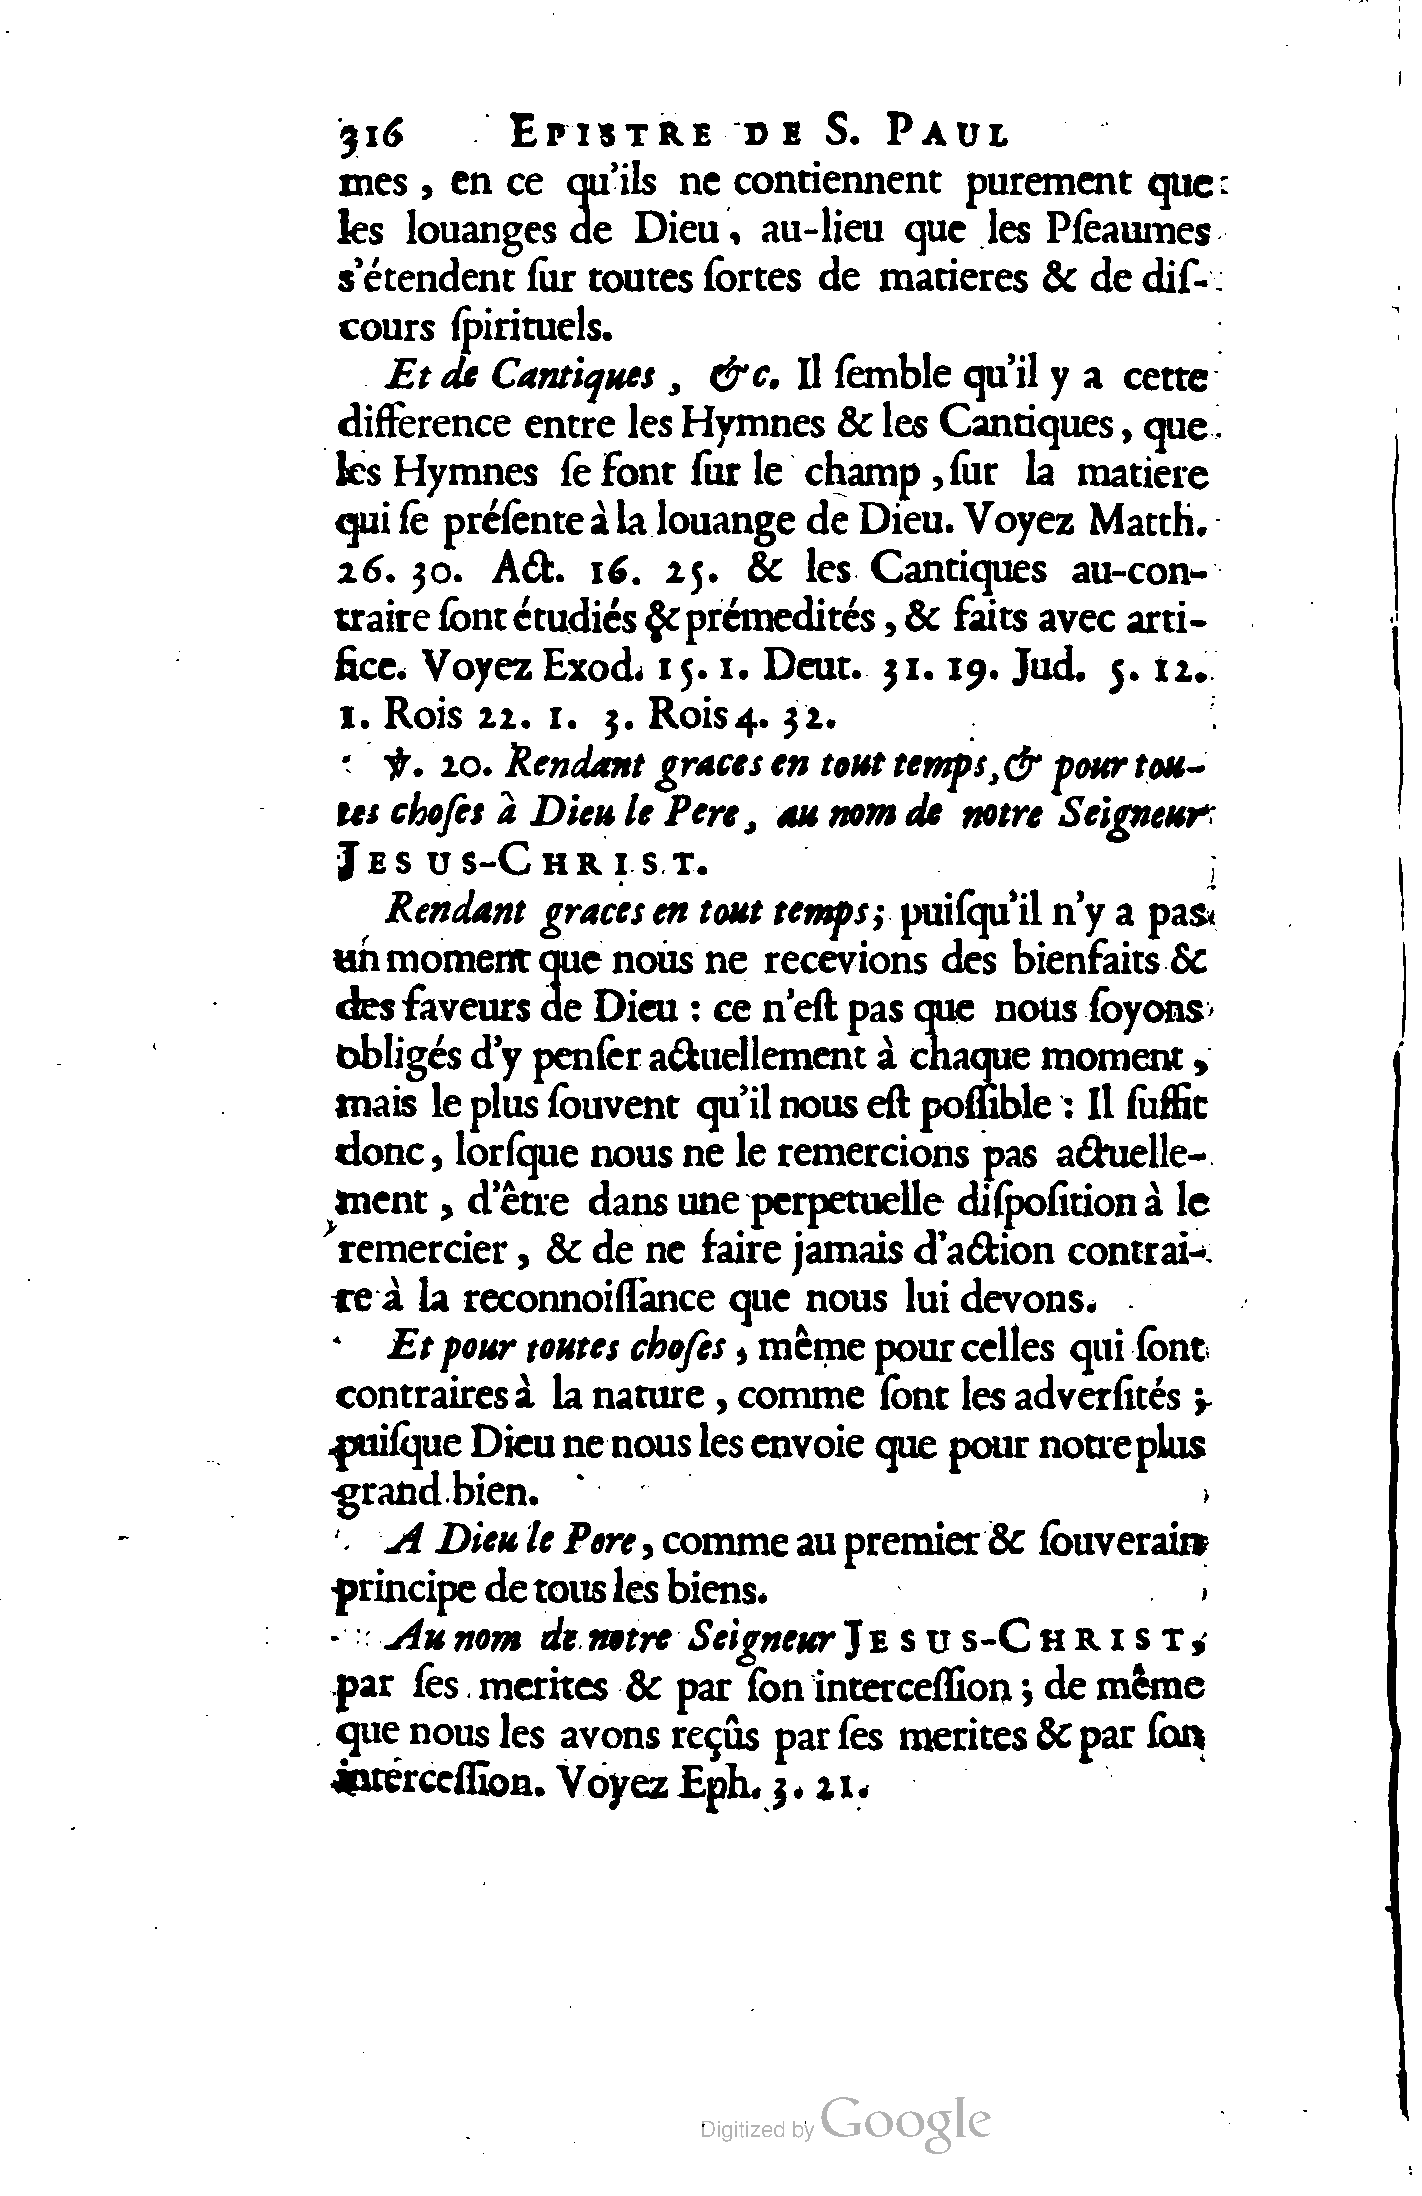 316 EPISTRE DE S. PAUL
mes, en ce qu'ils ne contiennent purement que
les louanges de Dieu, au-lieu que les Pſeaumes
s'étendent ſur toutes ſortes de matieres & de diſ-
cours ſpirituels.
Et de Cantiques, &c. Il ſemble qu'il y a cette
difference entre les Hymnes & les Cantiques, que
les Hymnes ſe font ſur le champ, ſur la matiere
qui ſe préſente à la louange de Dieu. Voyez Matth.
26. 30. Act. 16. 25. & les Cantiques au-con-
traire ſont étudiés & prémedités, & faits avec arti-
fice. Voyez Exod. 15. 1. Deut. 31. 19. Jud. 5. 12.
1. Rois 22. 1. 3. Rois 4. 32.
℣. 20. Rendant graces en tout temps, & pour tou-
tes choſes à Dieu le Pere, au nom de notre Seigneur
JESUS-CHRIST.
Rendant graces en tout temps; puiſqu'il n'y a pas
un moment que nous ne recevions des bienfaits &
des faveurs de Dieu : ce n'eſt pas que nous ſoyons
obligés d'y penſer actuellement à chaque moment,
mais le plus ſouvent qu'il nous eſt poſſible : Il ſuffit
donc, lorſque nous ne le remercions pas actuelle-
ment, d'être dans une perpetuelle diſpoſition à le
remercier, & de ne faire jamais d'action contrai-
re à la reconnoiſſance que nous lui devons.
Et pour toutes choſes, même pour celles qui ſont
contraires à la nature, comme ſont les adverſités ;
puiſque Dieu ne nous les envoie que pour notre plus
grand bien.
A Dieu le Pere, comme au premier & ſouverain
principe de tous les biens.
Au nom de notre Seigneur JESUS-CHRIST,
par ſes merites & par ſon interceſſion ; de même
que nous les avons reçûs par ſes merites & par ſon
interceſſion. Voyez Eph. 3. 21.
Digitized by Google